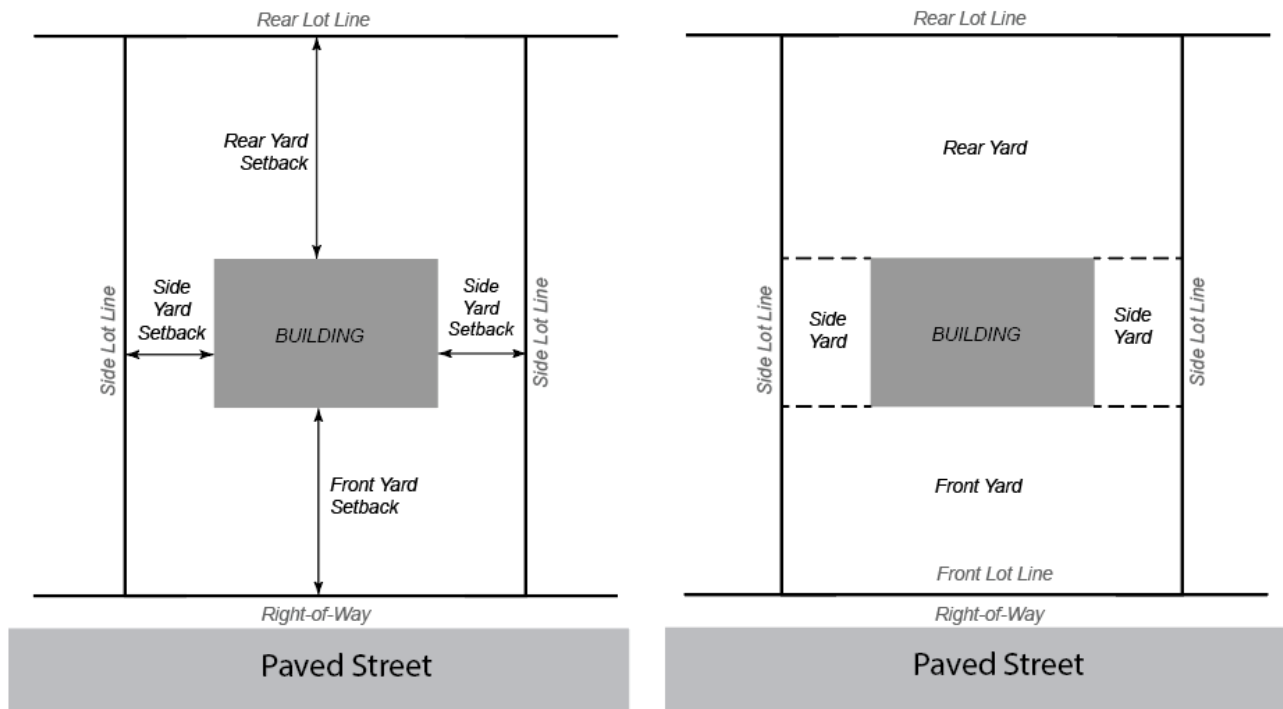 Rear Lot Line
Rear Yard
Setback
Side Lot Line
Side
Yard
Setback
BUILDING
Side
Yard
Setback
Side Lot Line
Front Yard
Setback
Right-of-Way
Paved Street
Rear Lot Line
Rear Yard
Side Lot Line
Side
Yard
BUILDING
Side
Yard
Side Lot Line
Front Yard
Front Lot Line
Right-of-Way
Paved Street